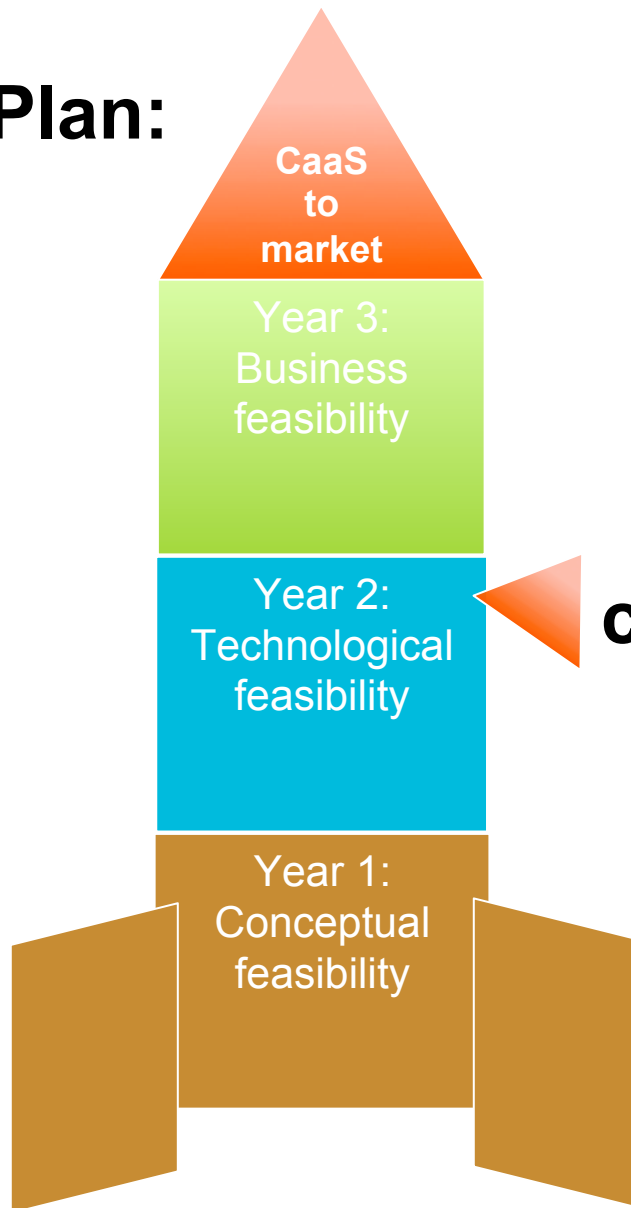 Plan:
CaaS
to
market
Year 3:
Business
feasibility
Year 2:
Technological
feasibility
c
Year 1:
Conceptual
feasibility